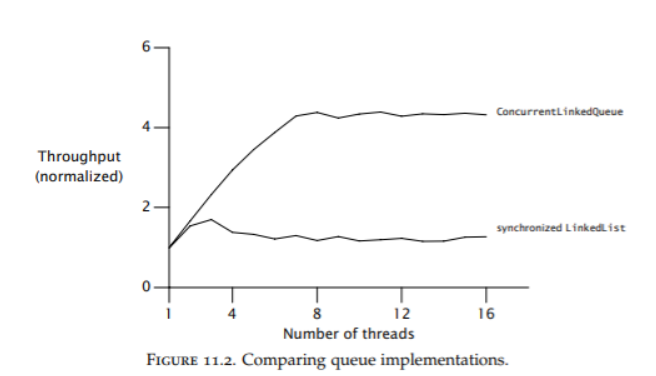 6
ConcurrentLinkedQueue
4
Throughput
(normalized)
2
synchronized LinkedList
0
1 4 8 12 16
Number of threads
FIGURE 11.2. Comparing queue implementations.